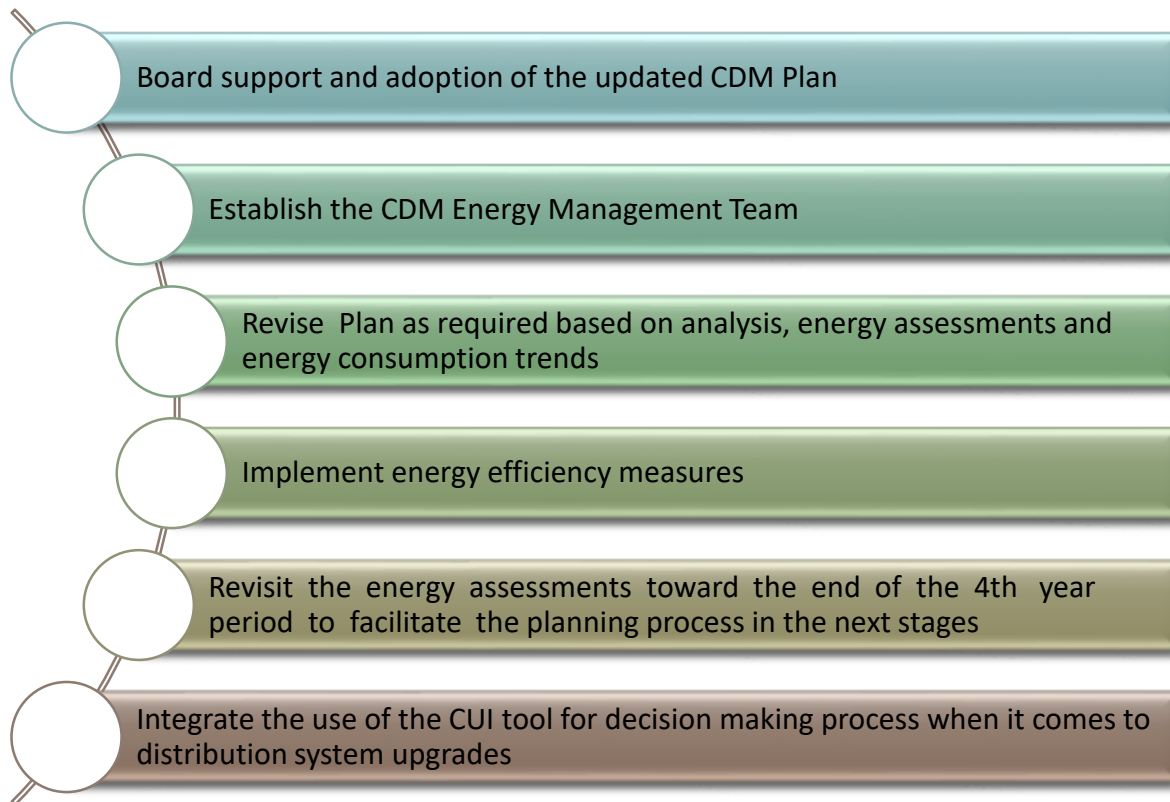 Board support and adoption of the updated CDM Plan
Establish the CDM Energy Management Team
Revise Plan as required based on analysis, energy assessments and
energy consumption trends
Implement energy efficiency measures
Revisit the energy assessments toward the end of the 4th year
period to facilitate the planning process in the next stages
Integrate the use of the CUI tool for decision making process when it comes to
distribution system upgrades